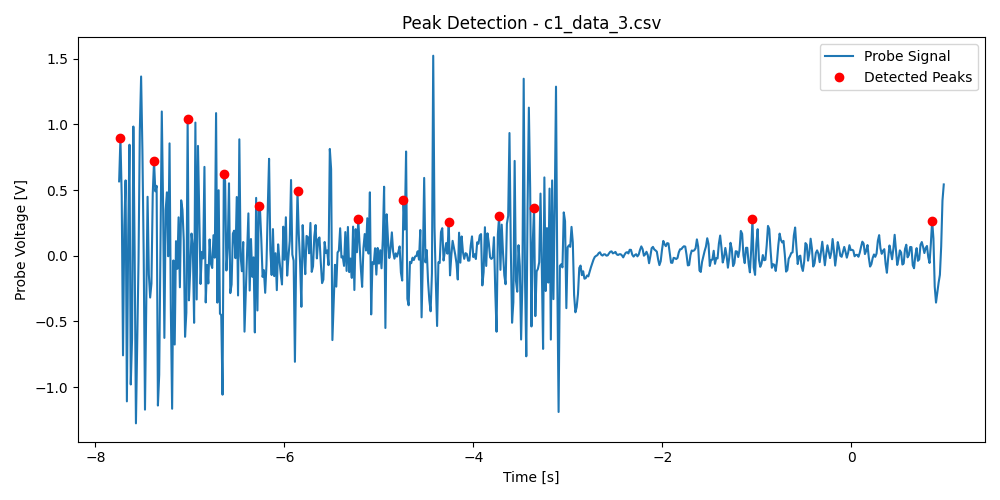 Peak Detection - c1_data_3.csv
Probe Signal
Detected Peaks
Probe Voltage [V]
1.5
1.0
0.5
0.0
−0.5
−1.0
−8
−6
−4
−2
0
Time [s]